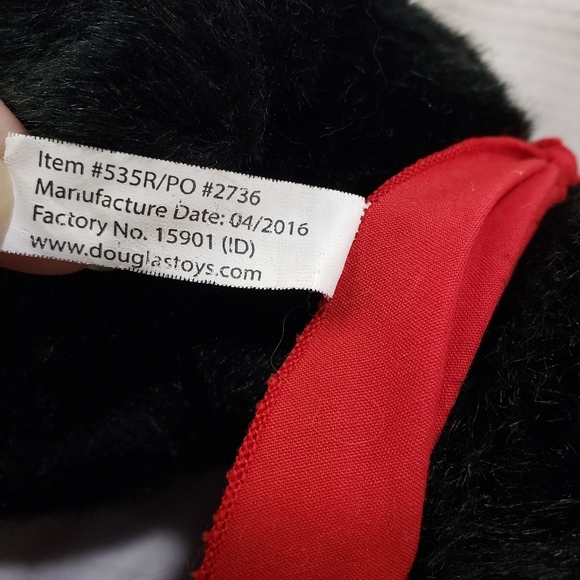 Item #535R/PO #2736
Manufacture Date: 04/2016
Factory No. 15901 (ID)
www.douglastoys.com